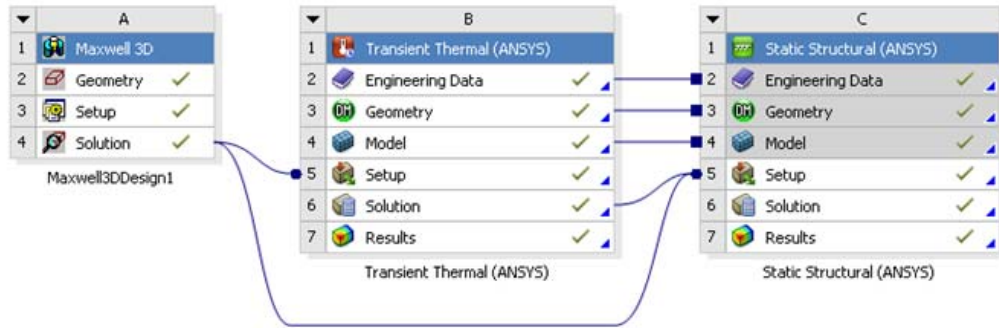 A
1 Maxwell 3D
2 Geometry
3 Setup
4 Solution
Maxwell3DDesign1
B
1 Transient Thermal (ANSYS)
2 Engineering Data
3 DM Geometry
4 Model
5 Setup
6 Solution
7 Results
Transient Thermal (ANSYS)
C
1 Static Structural (ANSYS)
2 Engineering Data
3 DM Geometry
4 Model
5 Setup
6 Solution
7 Results
Static Structural (ANSYS)